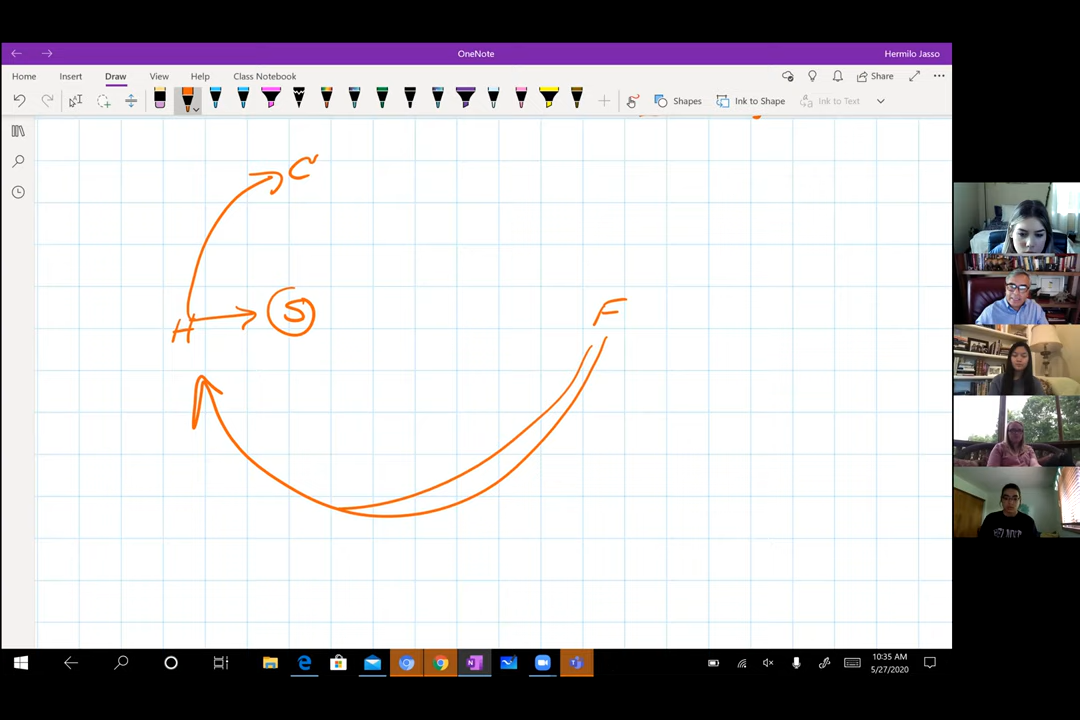 OneNote
Hermilo Jasso
Home Insert Draw View Help Class Notebook
Share
Shapes Ink to Shape Ink to Text
C
H S F
10:35 AM
5/27/2020